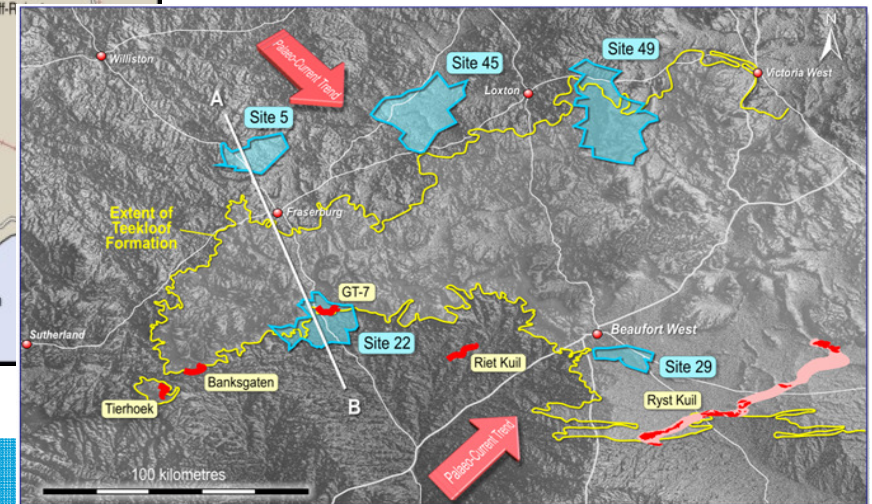 Williston
Palaeo-Current Trend
Site 45
Loxton
Site 49
N
Victoria West
A
Site 5
Extent of
Teekloof
Formation
Fraserburg
GT-7
Sutherland
Site 22
Beaufort West
Banksgaten
Riet Kuil
Site 29
Tierhoek
B
Ryst Kuil
Palaeo-Current Trend
100 kilometres